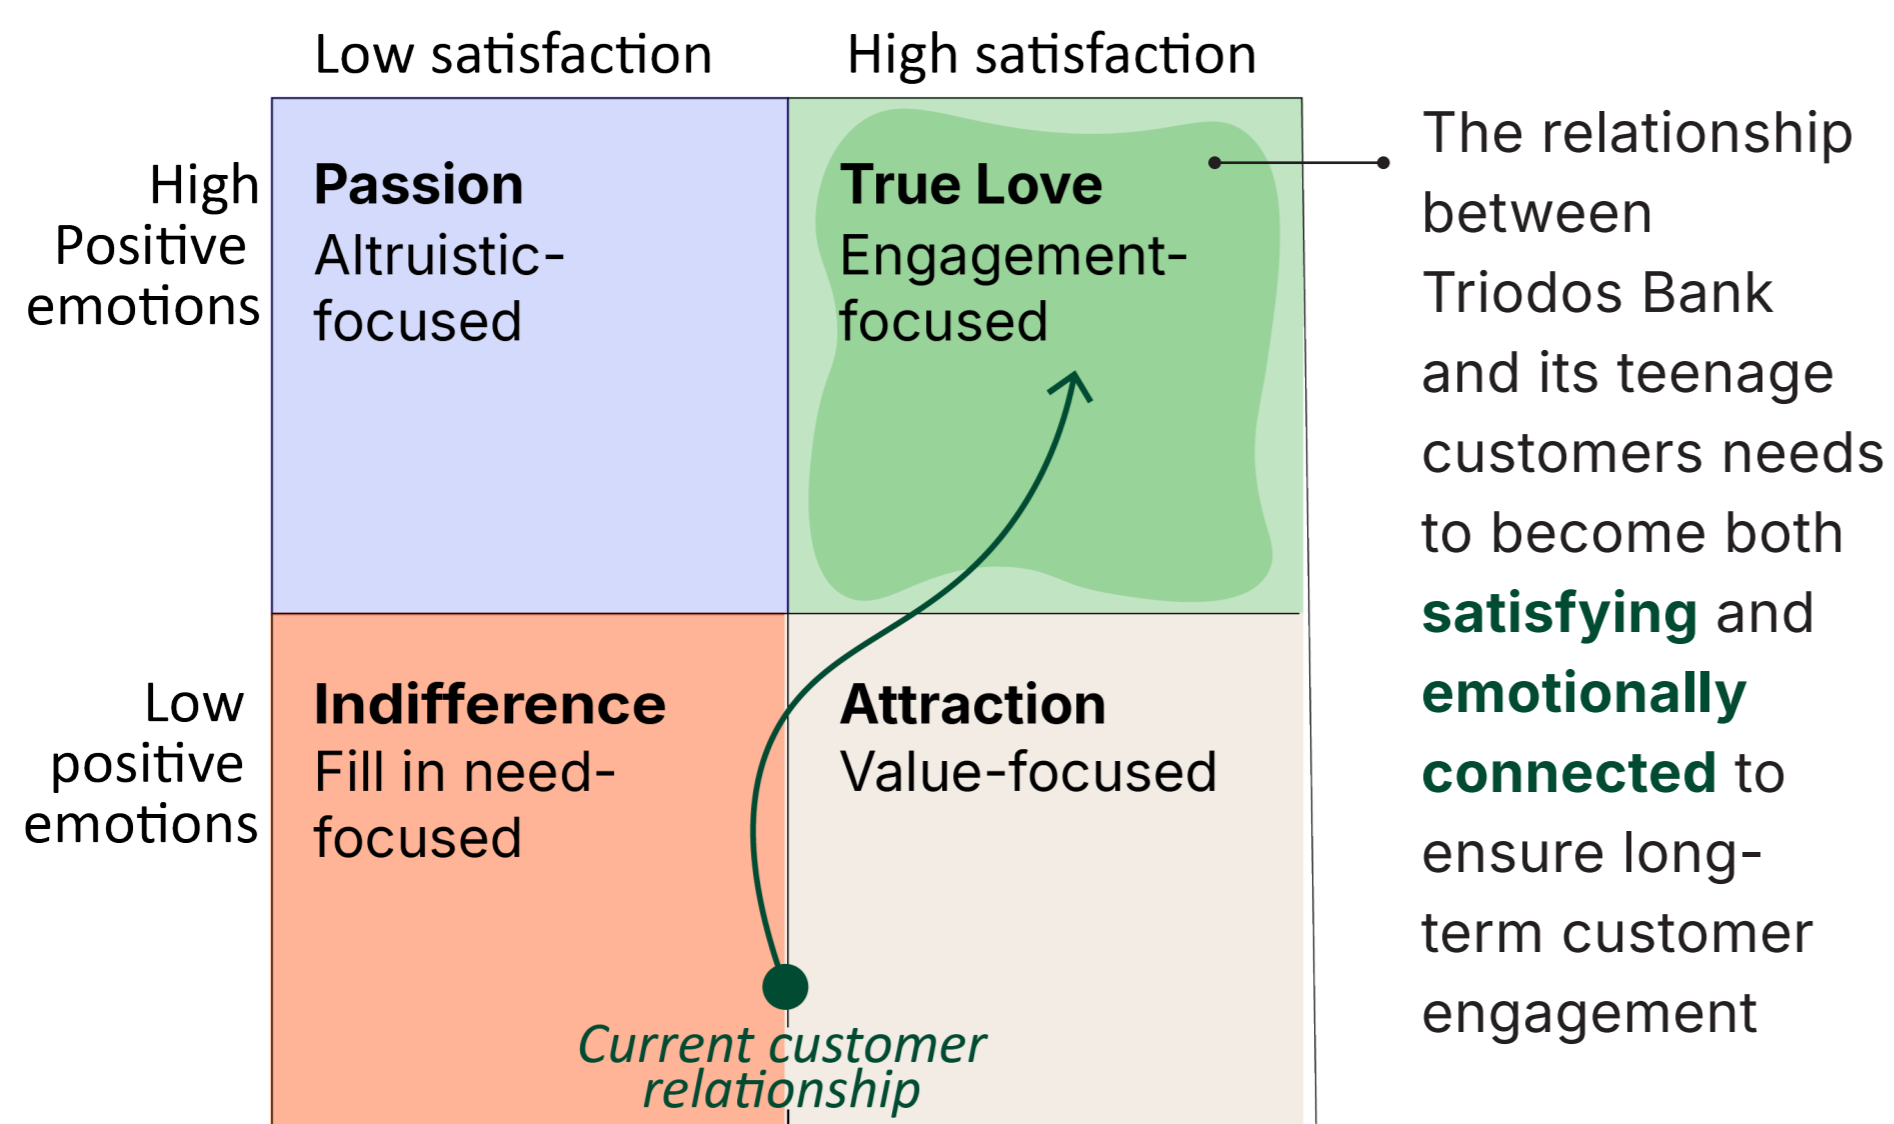 Low satisfaction
High satisfaction
High
Positive
emotions
Passion
Altruistic-
focused
True Love
Engagement-
focused
Low
positive
emotions
Indifference
Fill in need-
focused
Attraction
Value-focused
Current customer
relationship
The relationship
between
Triodos Bank
and its teenage
customers needs
to become both
satisfying and
emotionally
connected to
ensure long-
term customer
engagement